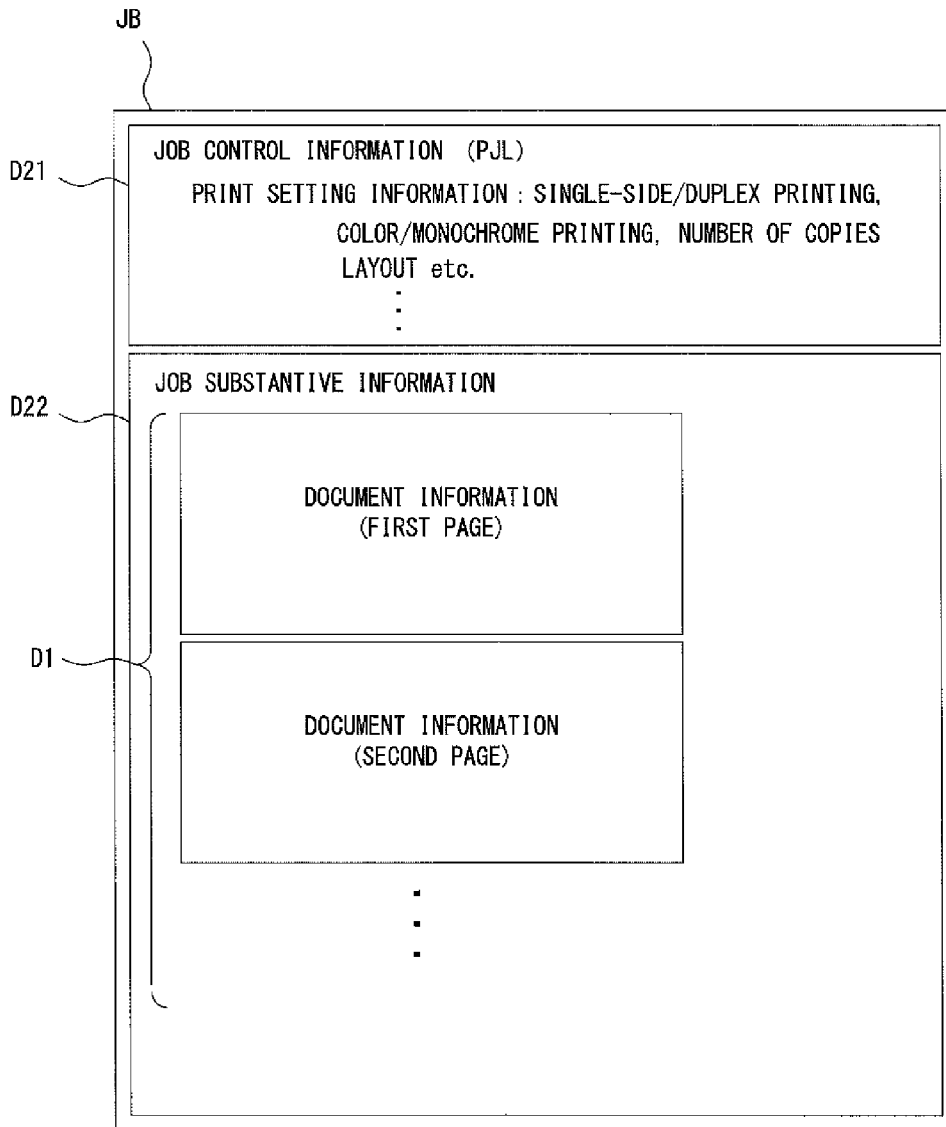 JB
D21
JOB CONTROL INFORMATION (PJL)
PRINT SETTING INFORMATION : SINGLE-SIDE/DUPLEX PRINTING,
COLOR/MONOCHROME PRINTING, NUMBER OF COPIES
LAYOUT etc.
D22
JOB SUBSTANTIVE INFORMATION
DOCUMENT INFORMATION
(FIRST PAGE)
D1
DOCUMENT INFORMATION
(SECOND PAGE)